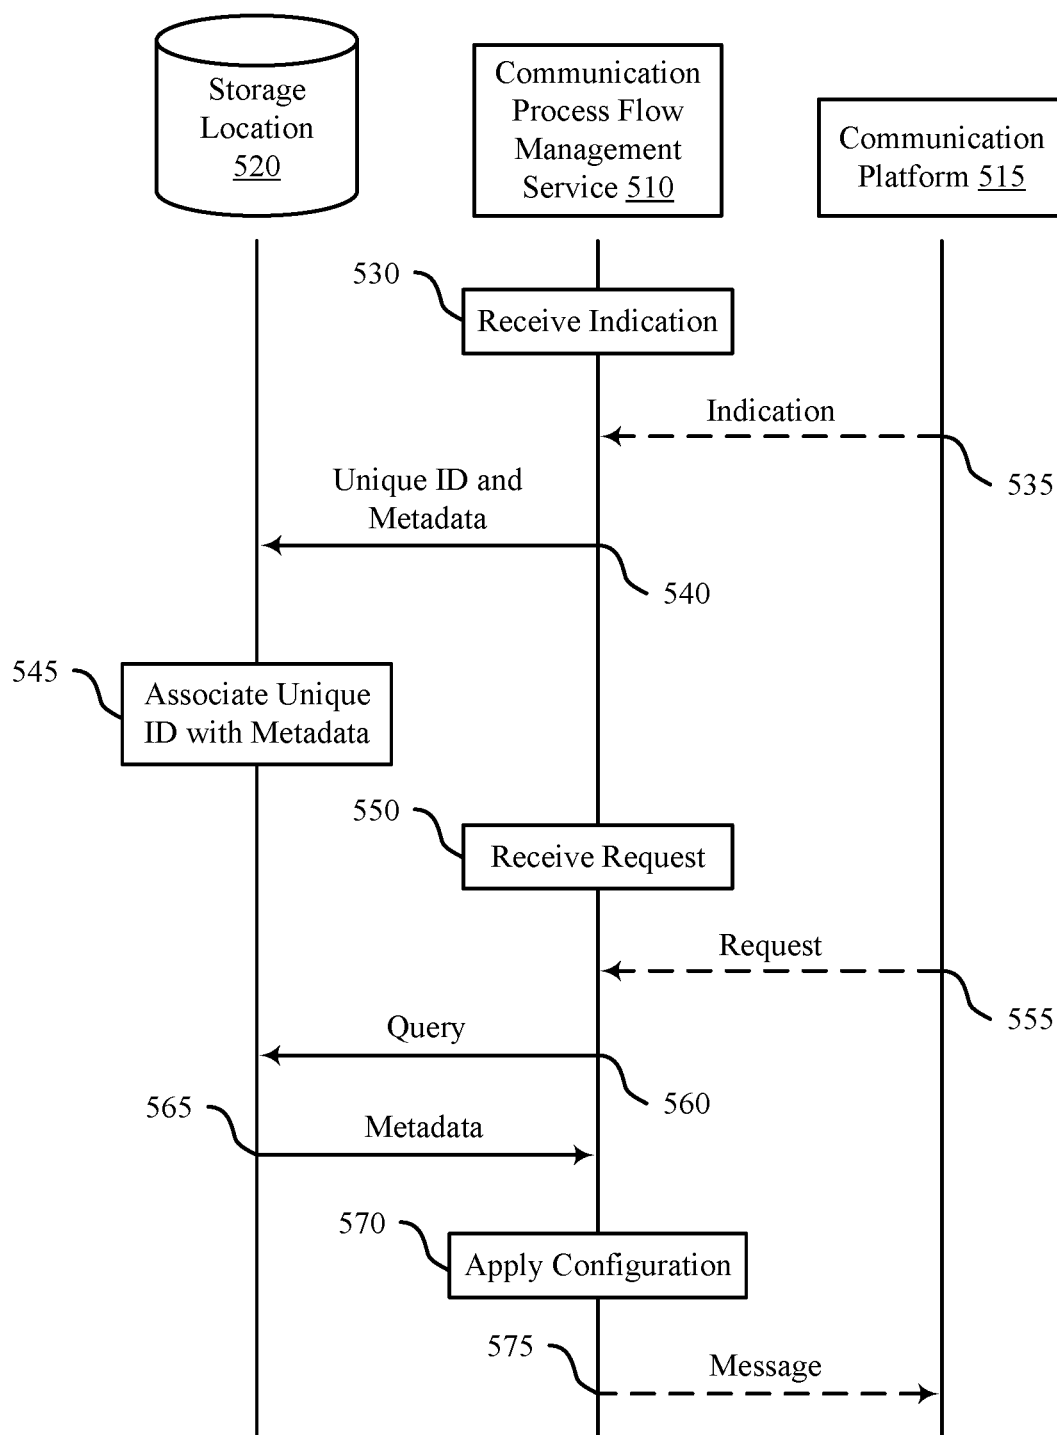 Storage
Location
520
Communication
Process Flow
Management
Service 510
Communication
Platform 515
530
Receive Indication
Indication
535
Unique ID and
Metadata
540
545
Associate Unique
ID with Metadata
550
Receive Request
Request
555
Query
560
565
Metadata
570
Apply Configuration
575
Message